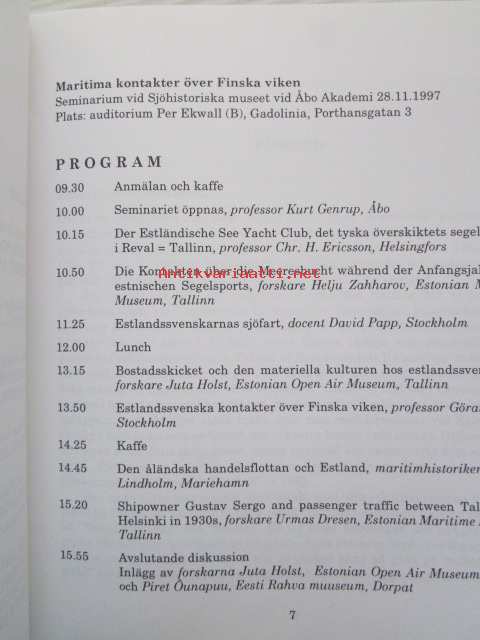 Maritima kontakter över Finska viken
Seminarium vid Sjöhistoriska museet vid Åbo Akademi 28.11.1997
Plats: auditorium Per Ekwall (B), Gadolinia, Porthansgatan 3
PROGRAM
09.30 Anmälan och kaffe
10.00 Seminariet öppnas, professor Kurt Genrup, Åbo
10.15 Der Estländische See Yacht Club, det tyska överskiktets segel
i Reval = Tallinn, professor Chr. H. Ericsson, Helsingfors
10.50 Die Kontakten über die Meeresbucht während der Anfangsja
estnischen Segelsports, forskare Helju Zahharov, Estonian M
Museum, Tallinn
Antikvariaatti.net
11.25 Estlandssvenskarnas sjöfart, docent David Papp, Stockholm
12.00 Lunch
13.15 Bostadsskicket och den materiella kulturen hos estlandssven
forskare Juta Holst, Estonian Open Air Museum, Tallinn
13.50 Estlandssvenska kontakter över Finska viken, professor Göra
Stockholm
14.25 Kaffe
14.45 Den åländska handelsflottan och Estland, maritimhistoriker
Lindholm, Mariehamn
15.20 Shipowner Gustav Sergo and passenger traffic between Tal
Helsinki in 1930s, forskare Urmas Dresen, Estonian Maritime
Tallinn
15.55 Avslutande diskussion
Inlägg av forskarna Juta Holst, Estonian Open Air Museum
och Piret Õunapuu, Eesti Rahva muuseum, Dorpat
7